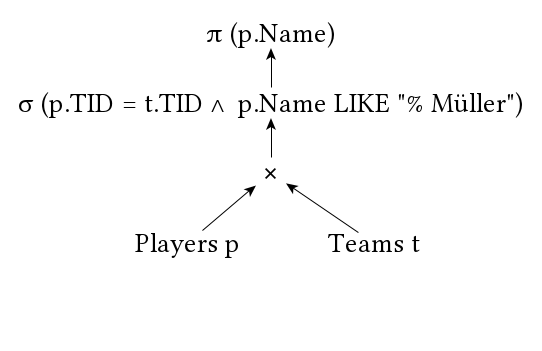 π (p.Name)
σ (p.TID = t.TID ∧ p.Name LIKE "% Müller")
×
Players p
Teams t